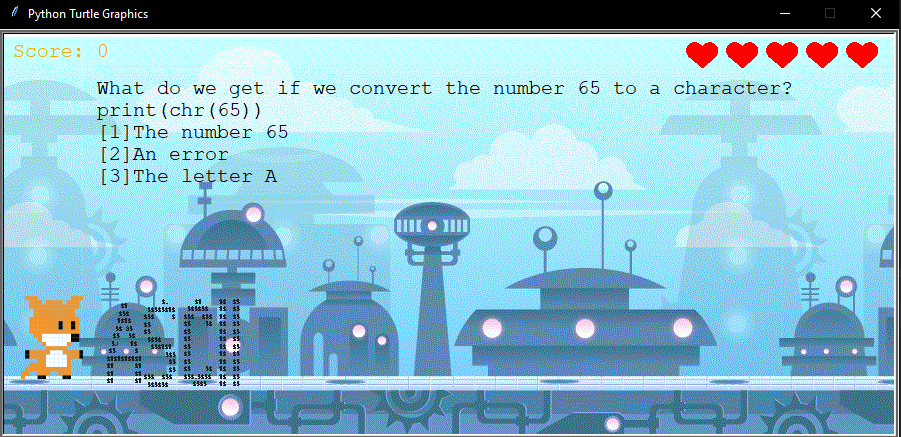 Python Turtle Graphics
Score: 0
What do we get if we convert the number 65 to a character?
print(chr(65))
[1]The number 65
[2]An error
[3]The letter A
ASCII